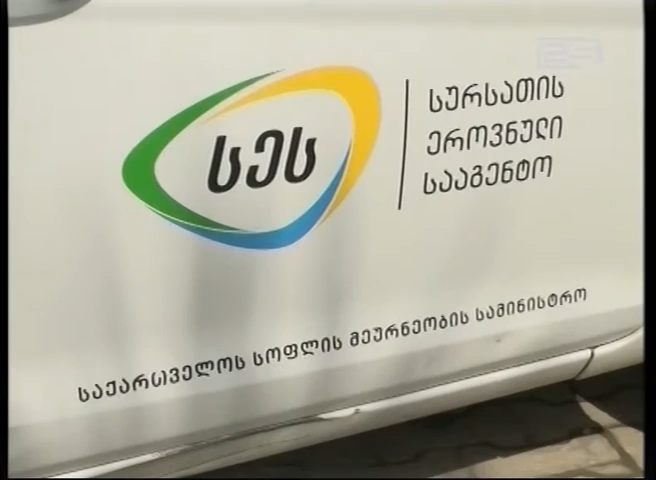 სეს
სურსათის
ეროვნული
სააგენტო
საქართველოს სოფლის მეურნეობის სამინისტრო